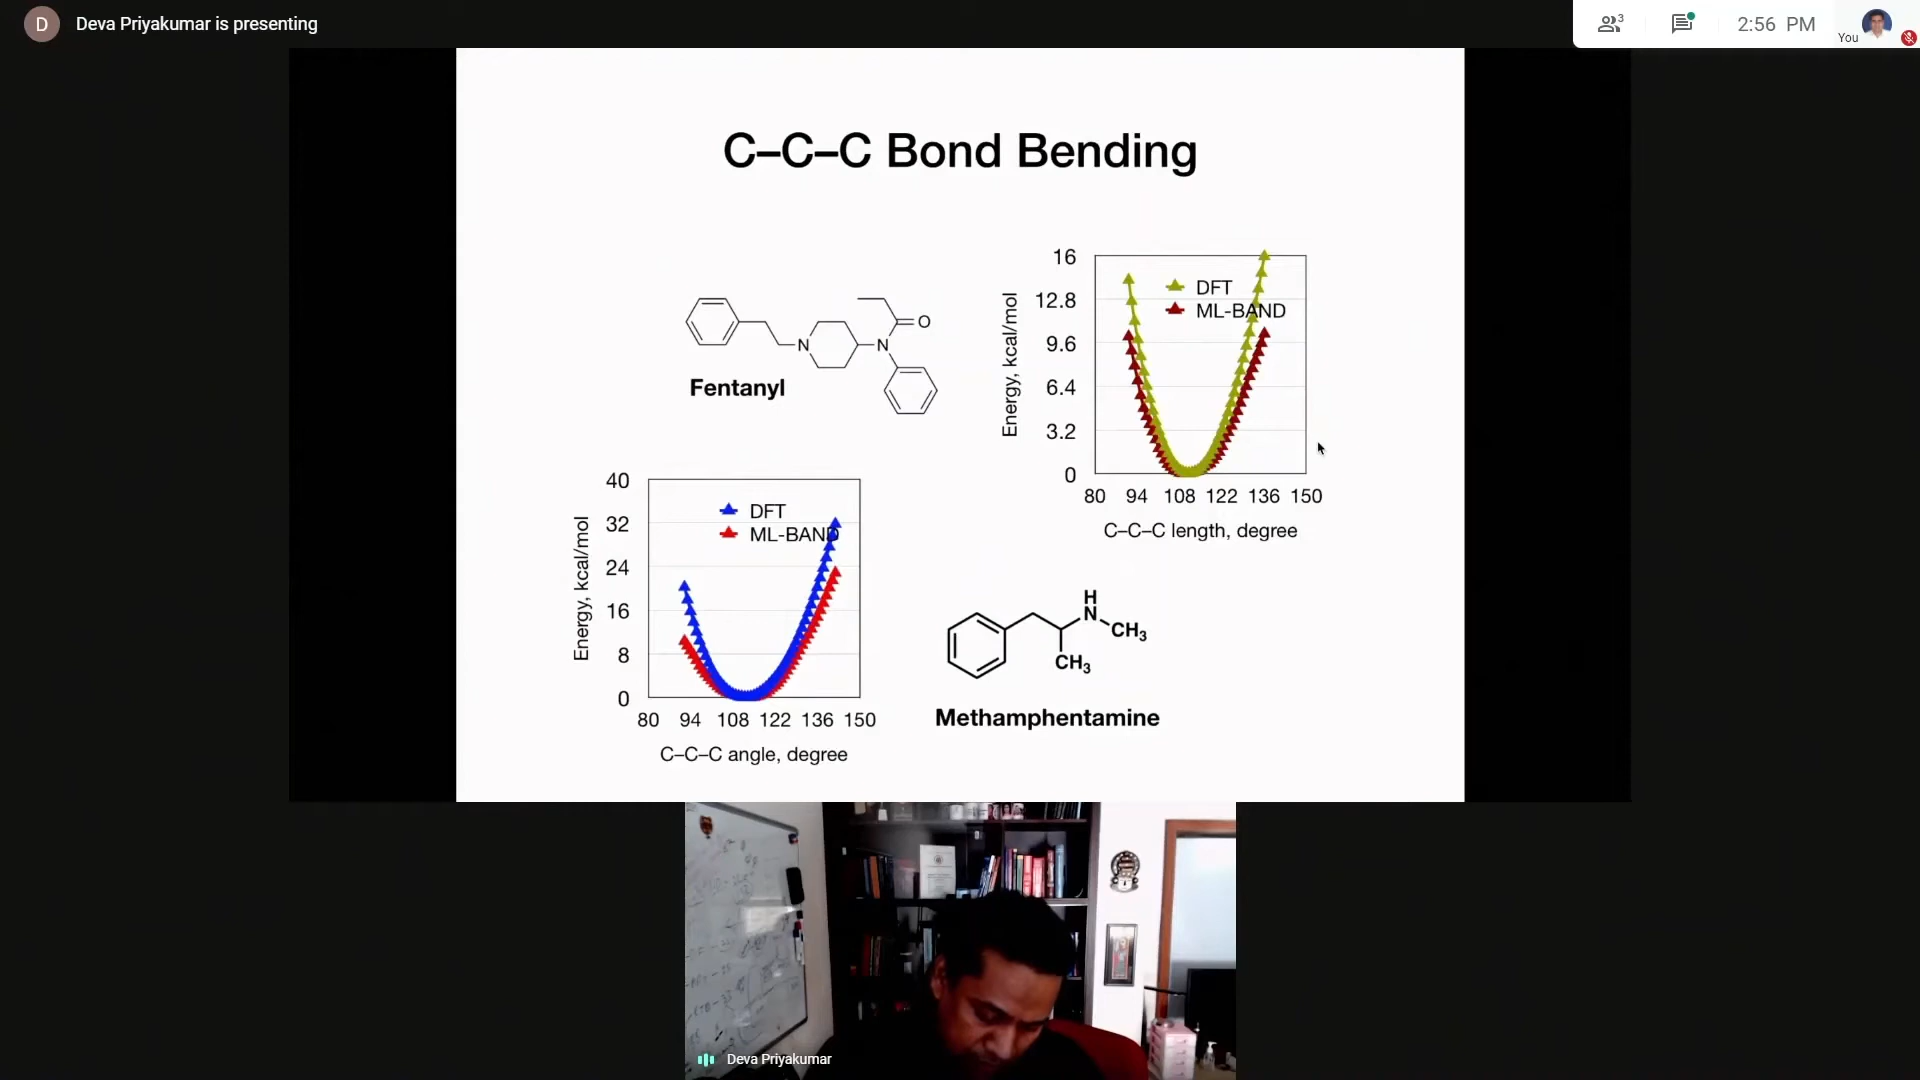 D
Deva Priyakumar is presenting
3
2:56 PM
You
C–C–C Bond Bending
16
12.8
9.6
6.4
3.2
0
Energy, kcal/mol
DFT
ML-BAND
80 94 108 122 136 150
C–C–C length, degree
N
N
O
Fentanyl
40
32
24
16
8
0
Energy, kcal/mol
DFT
ML-BAND
80 94 108 122 136 150
C–C–C angle, degree
H
N
CH3
CH3
Methamphentamine
Deva Priyakumar